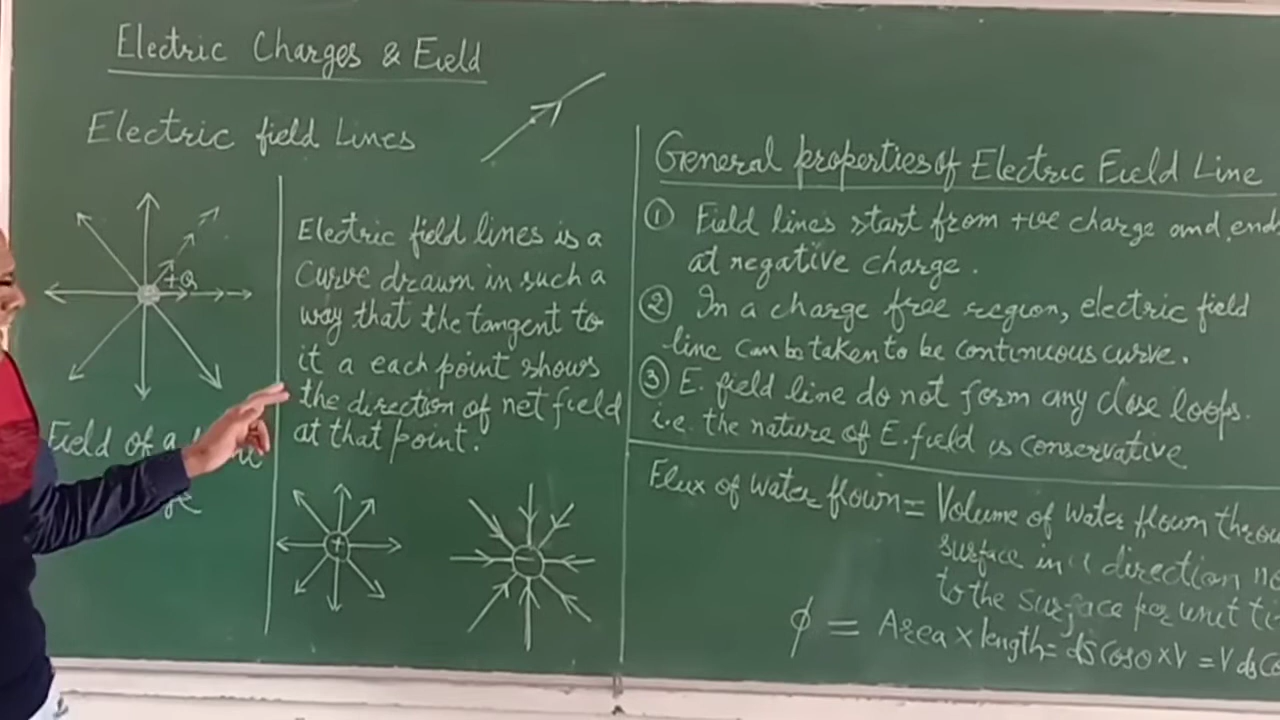 Electric Charges & Field
Electric field Lines
+Q
Field of a
Electric field lines is a
curve drawn in such a
way that the tangent to
it a each point shows
the direction of net field
at that point.
+
−
General properties of Electric Field Line
① Field lines start from +ve charge and ends
at negative charge.
② In a charge free region, electric field
line can be taken to be continuous curve.
③ E. field line do not form any close loops.
i.e. the nature of E. field is conservative
Flux of water flown = Volume of water flown
surface in direction
to the surface per unit
ϕ = Area × length = ds cosθ × V = V ds